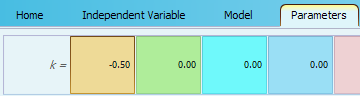 Home Independent Variable Model Parameters
k = -0.50 0.00 0.00 0.00